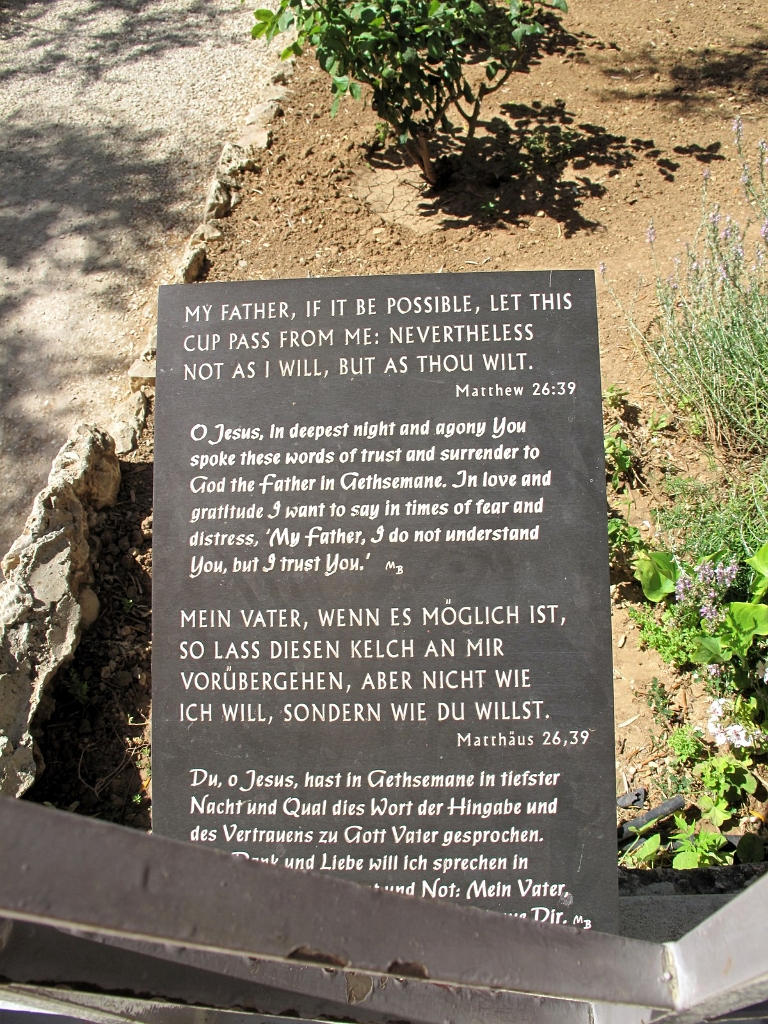 MY FATHER, IF IT BE POSSIBLE, LET THIS
CUP PASS FROM ME: NEVERTHELESS
NOT AS I WILL, BUT AS THOU WILT.
Matthew 26:39
O Jesus, in deepest night and agony You
spoke these words of trust and surrender to
God the Father in Gethsemane. In love and
gratitude I want to say in times of fear and
distress, 'My Father, I do not understand
You, but I trust You.' MB
MEIN VATER, WENN ES MÖGLICH IST,
SO LASS DIESEN KELCH AN MIR
VORÜBERGEHEN, ABER NICHT WIE
ICH WILL, SONDERN WIE DU WILLST.
Matthäus 26,39
Du, o Jesus, hast in Gethsemane in tiefster
Nacht und Qual dies Wort der Hingabe und
des Vertrauens zu Gott Vater gesprochen.
Dank und Liebe will ich sprechen in
und Not: Mein Vater,
Dir. MB